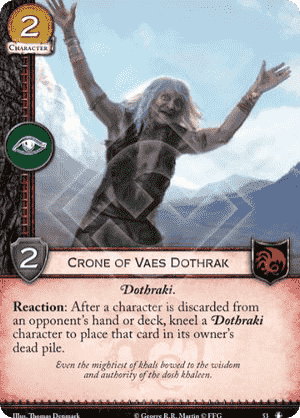 2
CHARACTER
2
CRONE OF VAES DOTHRAK
Dothraki.
Reaction: After a character is discarded from
an opponent's hand or deck, kneel a Dothraki
character to place that card in its owner's
dead pile.
Even the mightiest of khals bowed to the wisdom
and authority of the dosh khaleen.
Illus. Thomas Denmark
© George R.R. Martin © FFG
53